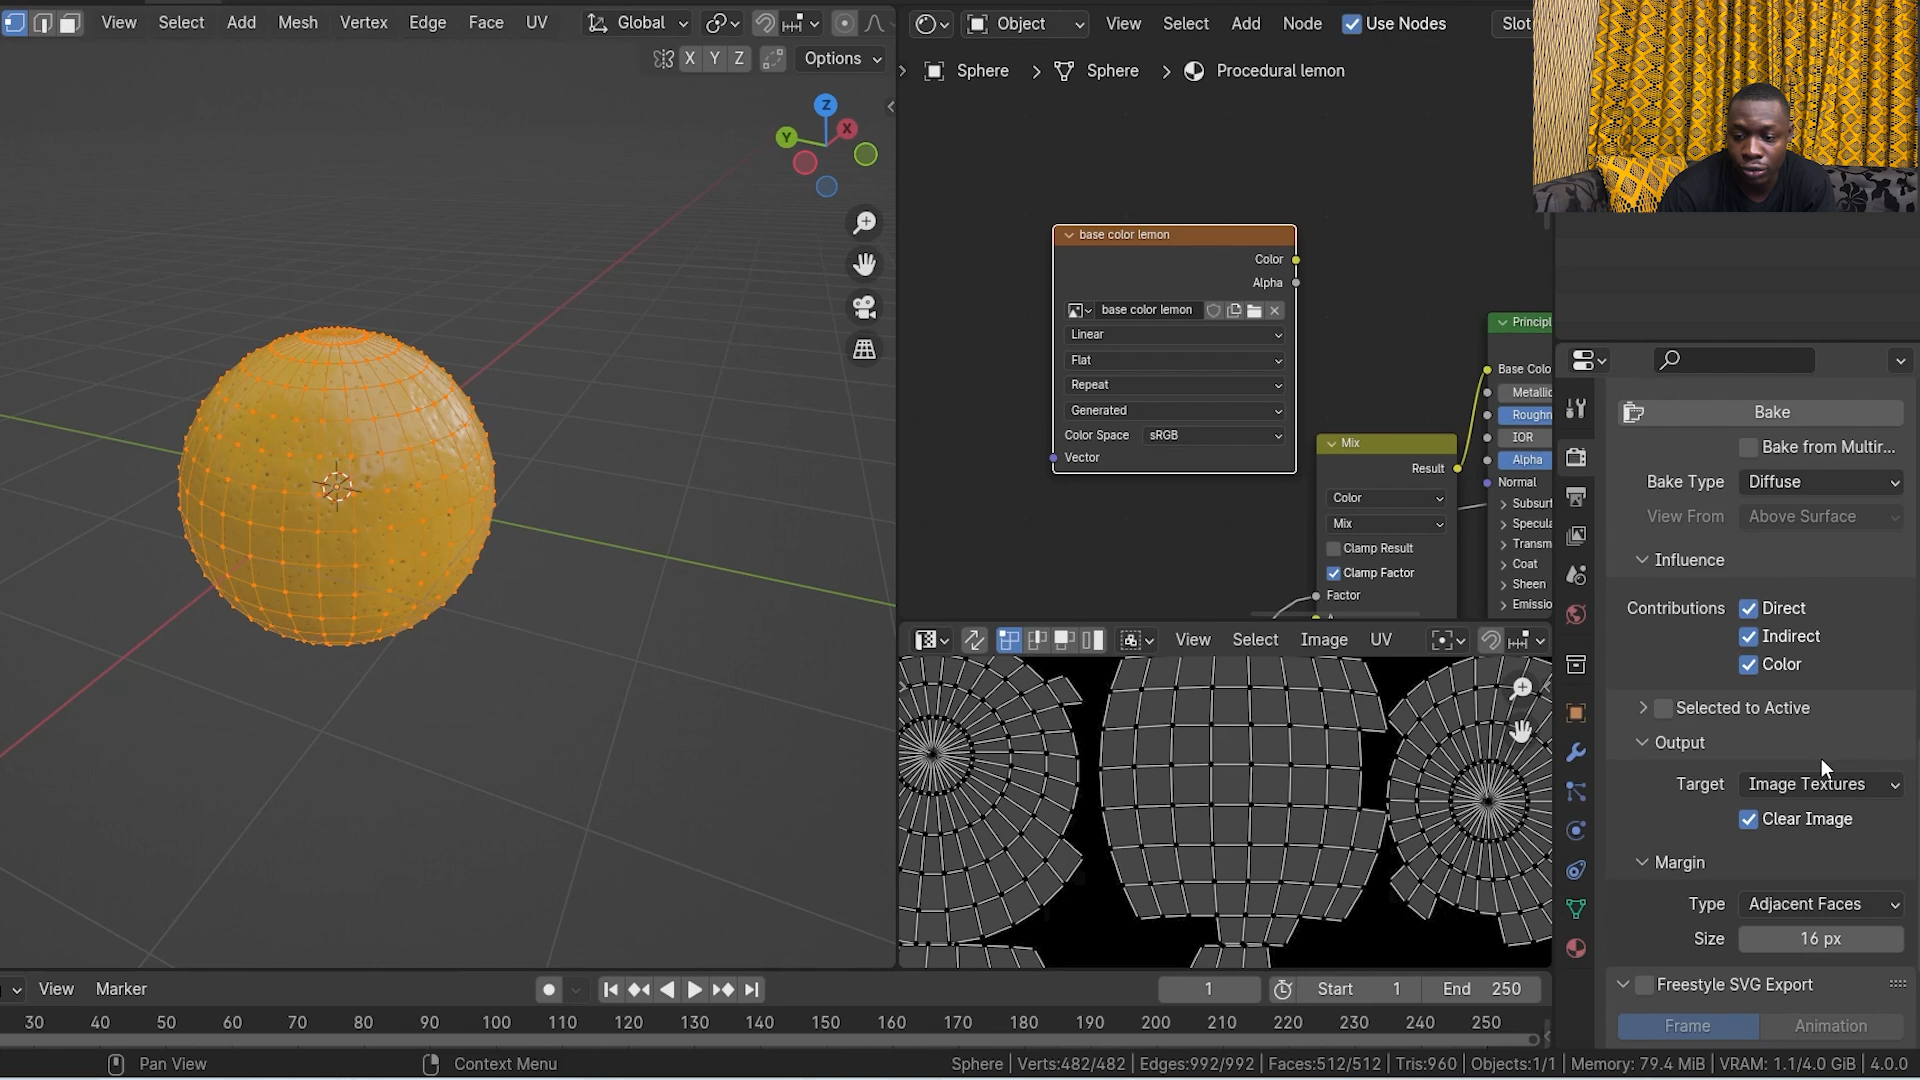 View Select Add Mesh Vertex Edge Face UV Global
X Y Z Options
Z
X
Y
Object View Select Add Node Use Nodes Slot
Sphere Sphere Procedural lemon
base color lemon
Color
Alpha
base color lemon
Linear
Flat
Repeat
Generated
Color Space sRGB
Vector
Mix
Result
Color
Mix
Clamp Result
Clamp Factor
Factor
Principl
Base Colo
Metallic
Roughn
IOR
Alpha
Normal
Subsurf
Specula
Transm
Coat
Sheen
Emissio
View Select Image UV
Bake
Bake from Multir...
Bake Type Diffuse
View From Above Surface
Influence
Contributions Direct
Indirect
Color
Selected to Active
Output
Target Image Textures
Clear Image
Margin
Type Adjacent Faces
Size 16 px
Freestyle SVG Export
Frame Animation
View Marker
1 Start 1 End 250
30 40 50 60 70 80 90 100 110 120 130 140 150 160 170 180 190 200 210 220 230 240 250
Pan View Context Menu
Sphere | Verts:482/482 | Edges:992/992 | Faces:512/512 | Tris:960 | Objects:1/1 | Memory: 79.4 MiB | VRAM: 1.1/4.0 GiB | 4.0.0